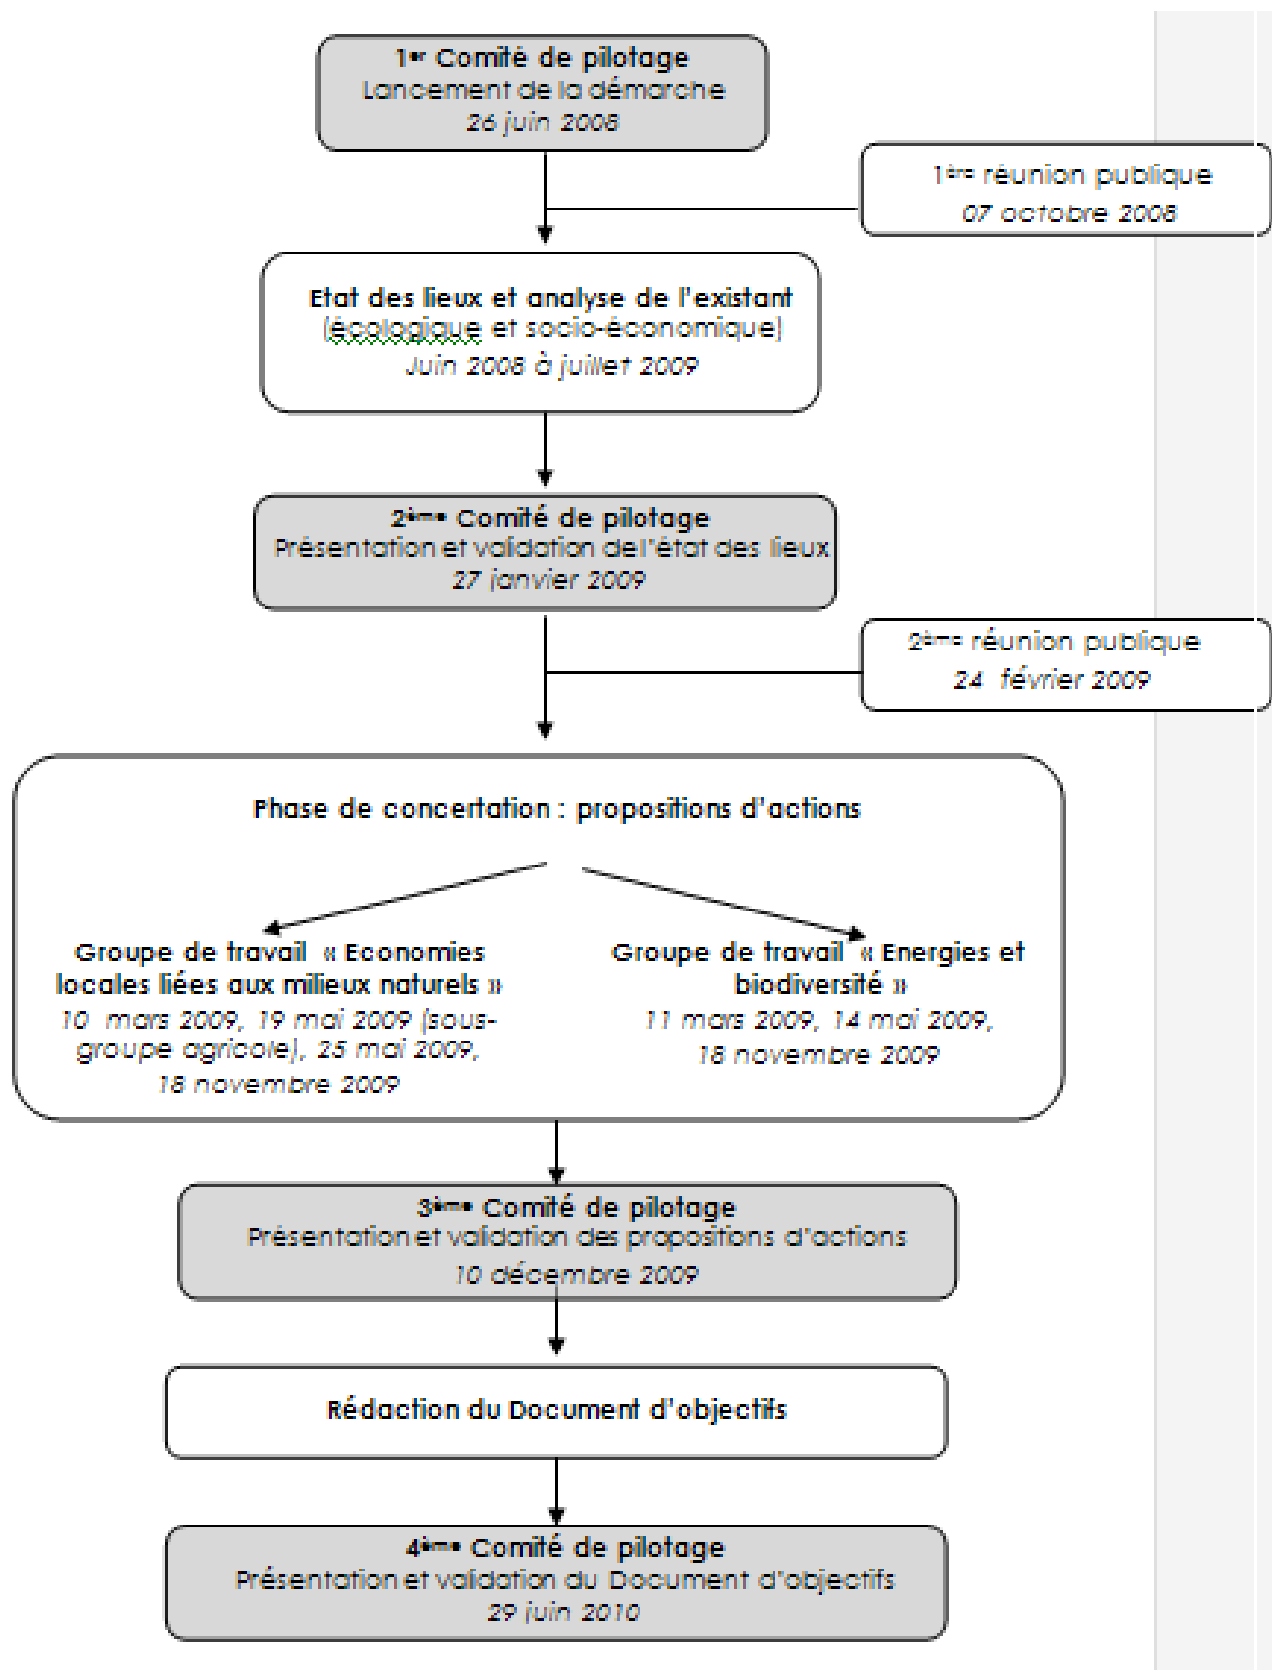 1er Comité de pilotage
Lancement de la démarche
26 juin 2008
1ère réunion publique
07 octobre 2008
Etat des lieux et analyse de l'existant
(écologique et socio-économique)
Juin 2008 à juillet 2009
2ème Comité de pilotage
Présentation et validation de l'état des lieux
27 janvier 2009
2ème réunion publique
24 février 2009
Phase de concertation : propositions d'actions
Groupe de travail « Economies
locales liées aux milieux naturels »
10 mars 2009, 19 mai 2009 (sous-
groupe agricole), 25 mai 2009,
18 novembre 2009
Groupe de travail « Energies et
biodiversité »
11 mars 2009, 14 mai 2009,
18 novembre 2009
3ème Comité de pilotage
Présentation et validation des propositions d'actions
10 décembre 2009
Rédaction du Document d'objectifs
4ème Comité de pilotage
Présentation et validation du Document d'objectifs
29 juin 2010